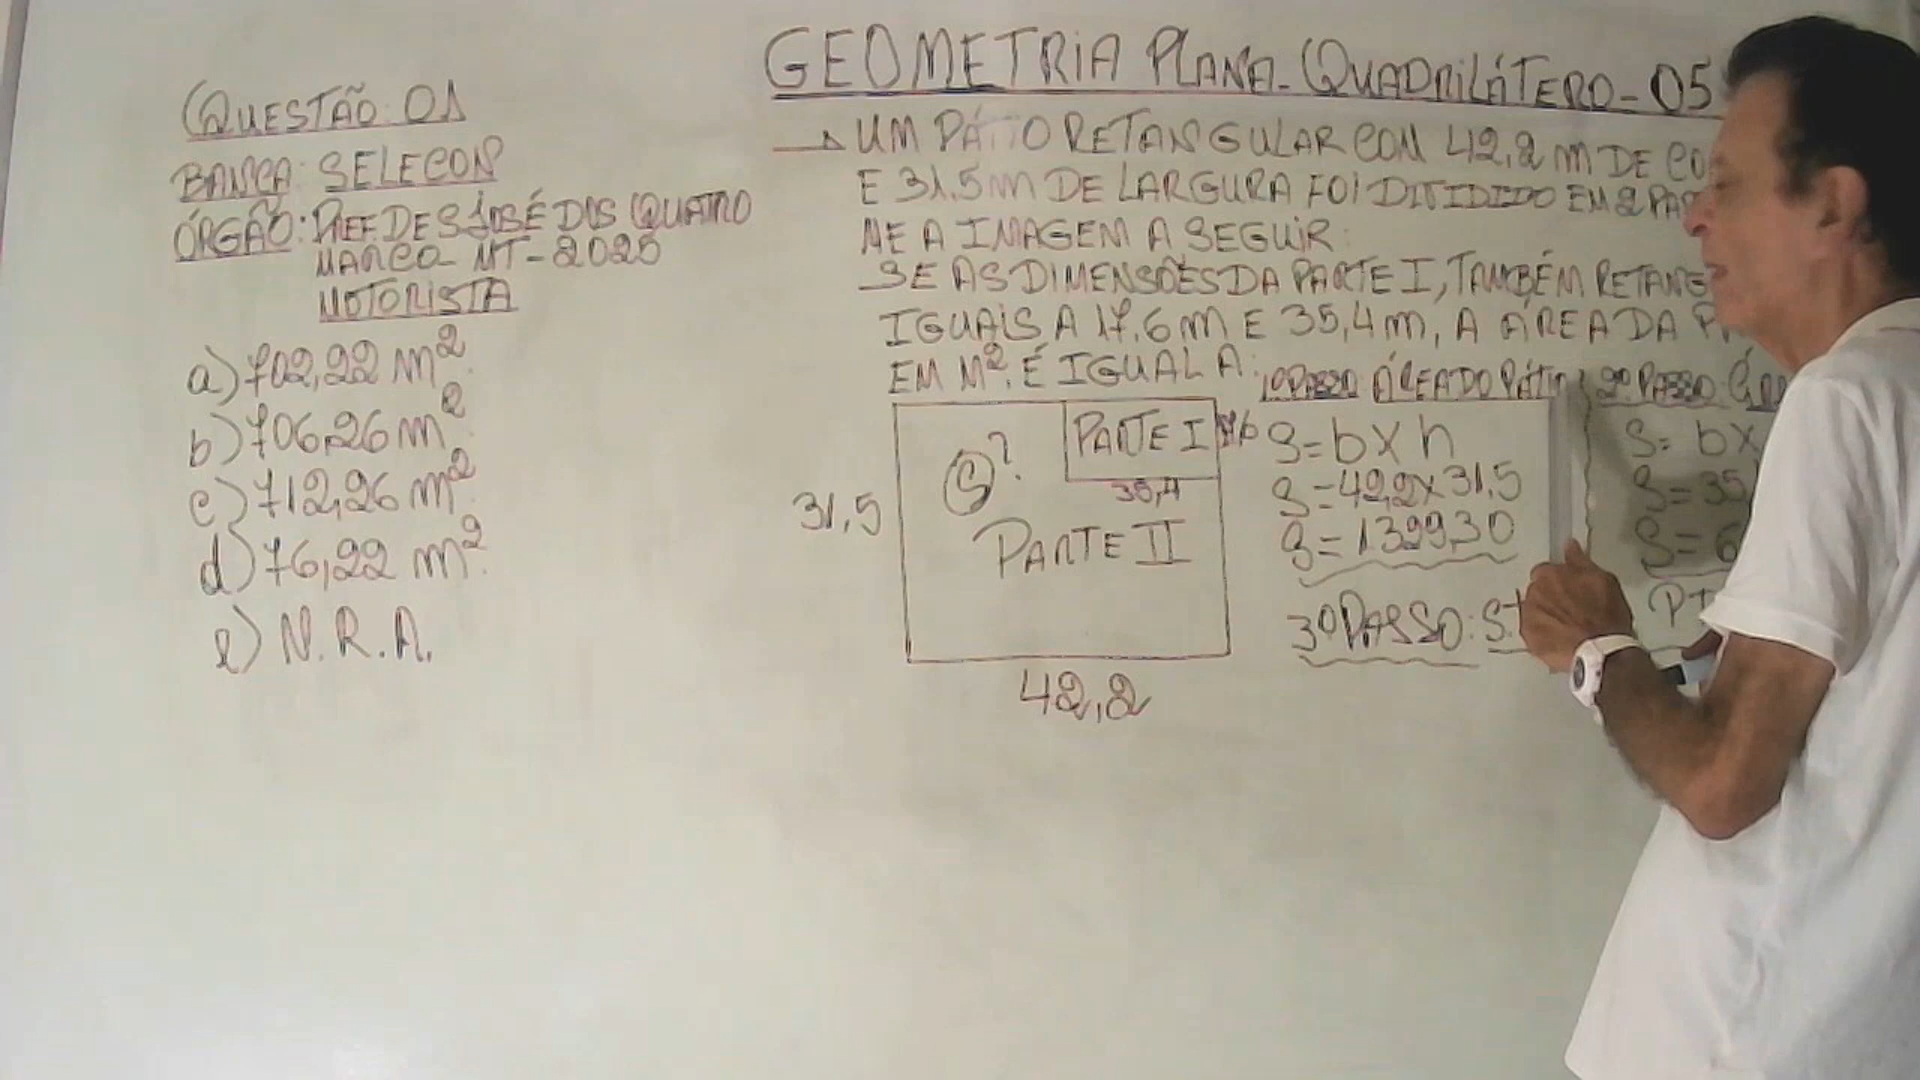 GEOMETRIA PLANA - QUADRILÁTERO - 05
QUESTÃO: 01
BANCA: SELECON
ÓRGÃO: PREF DE S JOSÉ DOS QUATRO
MARCO - MT - 2025
MOTORISTA
a) 702,22 m²
b) 706,26 m²
c) 712,26 m²
d) 76,22 m²
e) N.R.A.
UM PÁTIO RETANGULAR COM 42,2 m DE CO
E 31,5 m DE LARGURA FOI DIVIDIDO EM 2 PAR
ME A IMAGEM A SEGUIR:
SE AS DIMENSÕES DA PARTE I, TAMBÉM RETANG
IGUAIS A 17,6 m E 35,4 m, A ÁREA DA P
EM M², É IGUAL A:
PARTE I
35,4
S ?
PARTE II
31,5
42,2
1º PASSO ÁREA DO PÁTIO
S = b x h
S = 42,2 x 31,5
S = 1329,30
2º PASSO:
S = b x
S = 35,
S = 6
3º PASSO: